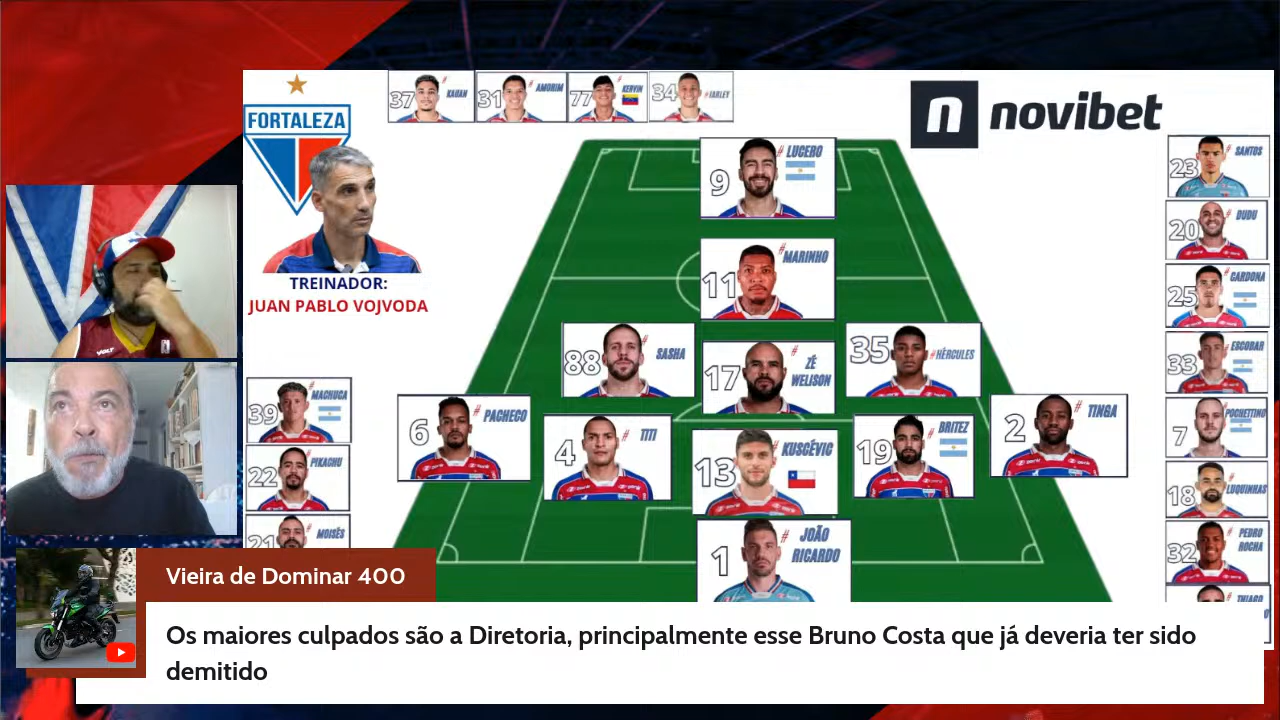 37 # KAUAN
31 # AMORIM
77 # KERVIN
34 # IARLEY
FORTALEZA
n novibet
TREINADOR:
JUAN PABLO VOJVODA
9 # LUCERO
11 # MARINHO
88 # SASHA
17 # ZÉ WELISON
35 #HÉRCULES
6 # PACHECO
4 # TITI
13 # KUSCÉVIC
19 # BRITEZ
2 # TINGA
1 # JOÃO RICARDO
39 # MACHUCA
22 # PIKACHU
21 # MOISÉS
23 # SANTOS
20 # DUDU
25 # CARDONA
33 # ESCOBAR
7 # POCHETTINO
18 # LUQUINHAS
32 # PEDRO ROCHA
# THIAGO
VOLT
Vieira de Dominar 400
Os maiores culpados são a Diretoria, principalmente esse Bruno Costa que já deveria ter sido
demitido